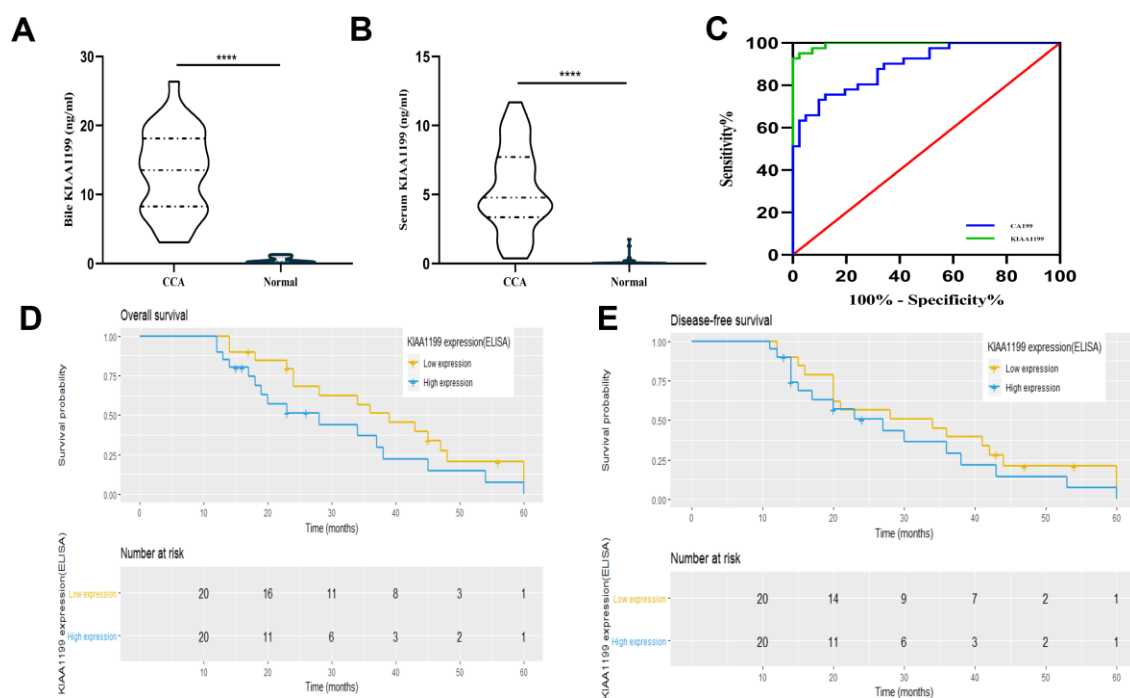 A
30
20
10
0
Bile KIAA1199 (ng/ml)
****
CCA
Normal
B
15
10
5
0
Serum KIAA1199 (ng/ml)
****
CCA
Normal
C
100
80
60
40
20
0
Sensitivity%
CA199
KIAA1199
0 20 40 60 80 100
100% - Specificity%
D
Overall survival
1.00
0.75
0.50
0.25
0.00
Survival probability
KIAA1199 expression(ELISA)
Low expression
High expression
0 10 20 30 40 50 60
Time (months)
Number at risk
KIAA1199 expression(ELISA)
Low expression 20 16 11 8 3 1
High expression 20 11 6 3 2 1
10 20 30 40 50 60
Time (months)
E
Disease-free survival
1.00
0.75
0.50
0.25
0.00
Survival probability
KIAA1199 expression(ELISA)
Low expression
High expression
0 10 20 30 40 50 60
Time (months)
Number at risk
KIAA1199 expression(ELISA)
Low expression 20 14 9 7 2 1
High expression 20 11 6 3 2 1
10 20 30 40 50 60
Time (months)